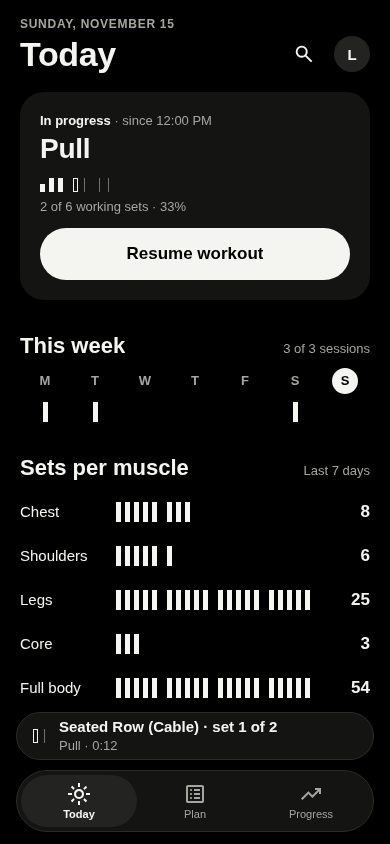 SUNDAY, NOVEMBER 15
Today
L
In progress · since 12:00 PM
Pull
2 of 6 working sets · 33%
Resume workout
This week
3 of 3 sessions
M T W T F S S
Sets per muscle
Last 7 days
Chest 8
Shoulders 6
Legs 25
Core 3
Full body 54
Seated Row (Cable) · set 1 of 2
Pull · 0:12
Today Plan Progress